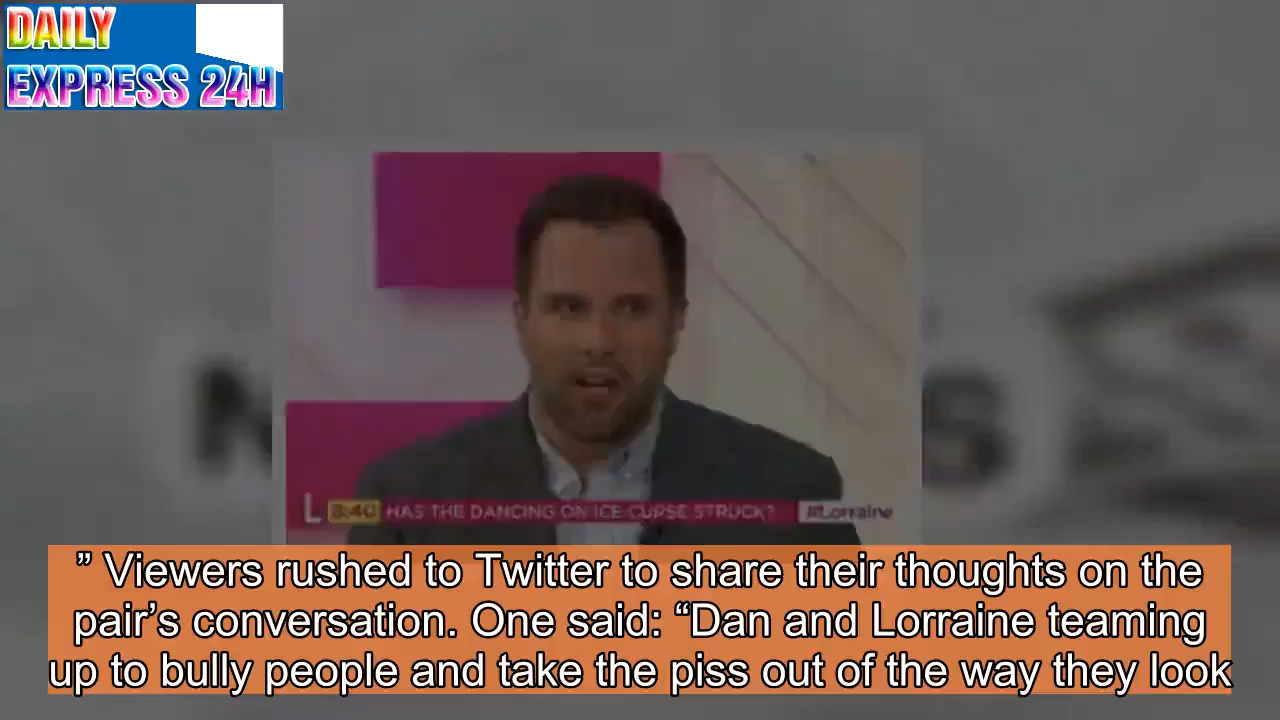 DAILY
EXPRESS 24H
L 8:40 HAS THE DANCING ON ICE CURSE STRUCK? #Lorraine
” Viewers rushed to Twitter to share their thoughts on the
pair’s conversation. One said: “Dan and Lorraine teaming
up to bully people and take the piss out of the way they look